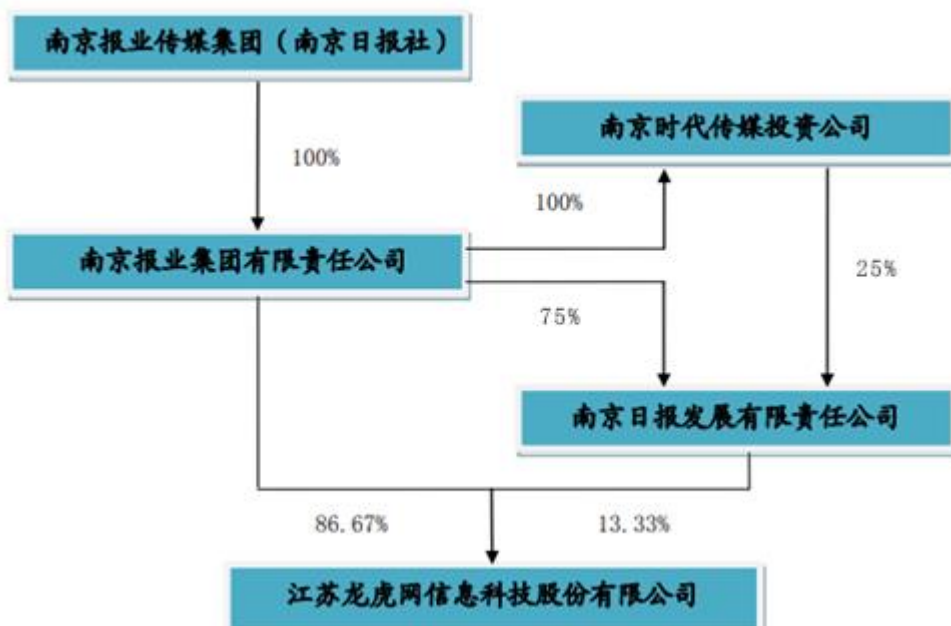 南京报业传媒集团（南京日报社）
南京时代传媒投资公司
100%
100%
南京报业集团有限责任公司
25%
75%
南京日报发展有限责任公司
86.67%
13.33%
江苏龙虎网信息科技股份有限公司